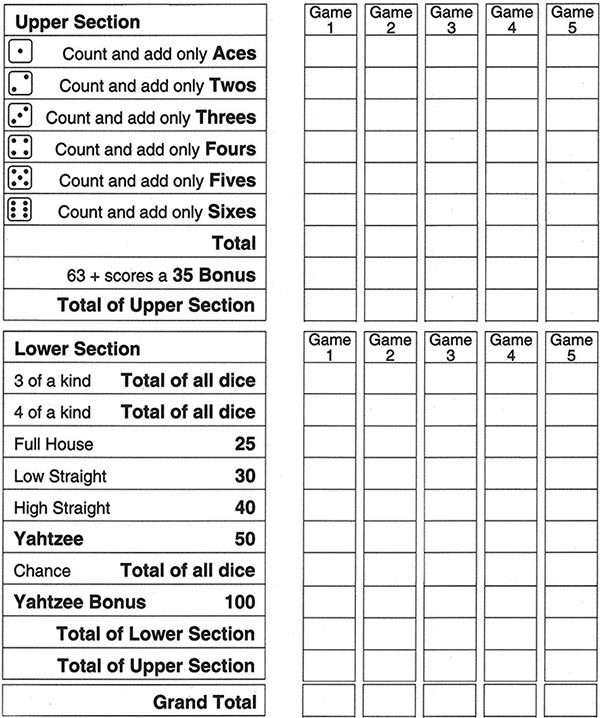 Upper Section
Game 1 Game 2 Game 3 Game 4 Game 5
Count and add only Aces
Count and add only Twos
Count and add only Threes
Count and add only Fours
Count and add only Fives
Count and add only Sixes
Total
63 + scores a 35 Bonus
Total of Upper Section
Lower Section
Game 1 Game 2 Game 3 Game 4 Game 5
3 of a kind Total of all dice
4 of a kind Total of all dice
Full House 25
Low Straight 30
High Straight 40
Yahtzee 50
Chance Total of all dice
Yahtzee Bonus 100
Total of Lower Section
Total of Upper Section
Grand Total